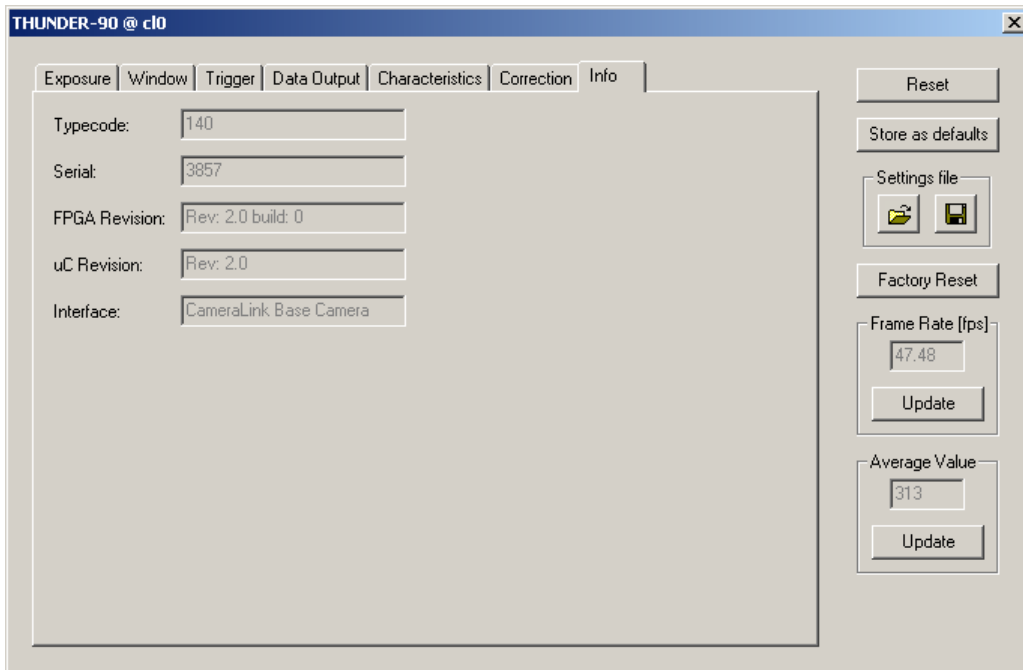 THUNDER-90 @ cl0
Exposure Window Trigger Data Output Characteristics Correction Info
Typecode: 140
Serial: 3857
FPGA Revision: Rev: 2.0 build: 0
uC Revision: Rev: 2.0
Interface: CameraLink Base Camera
Reset
Store as defaults
Settings file
Factory Reset
Frame Rate [fps]
47.48
Update
Average Value
313
Update